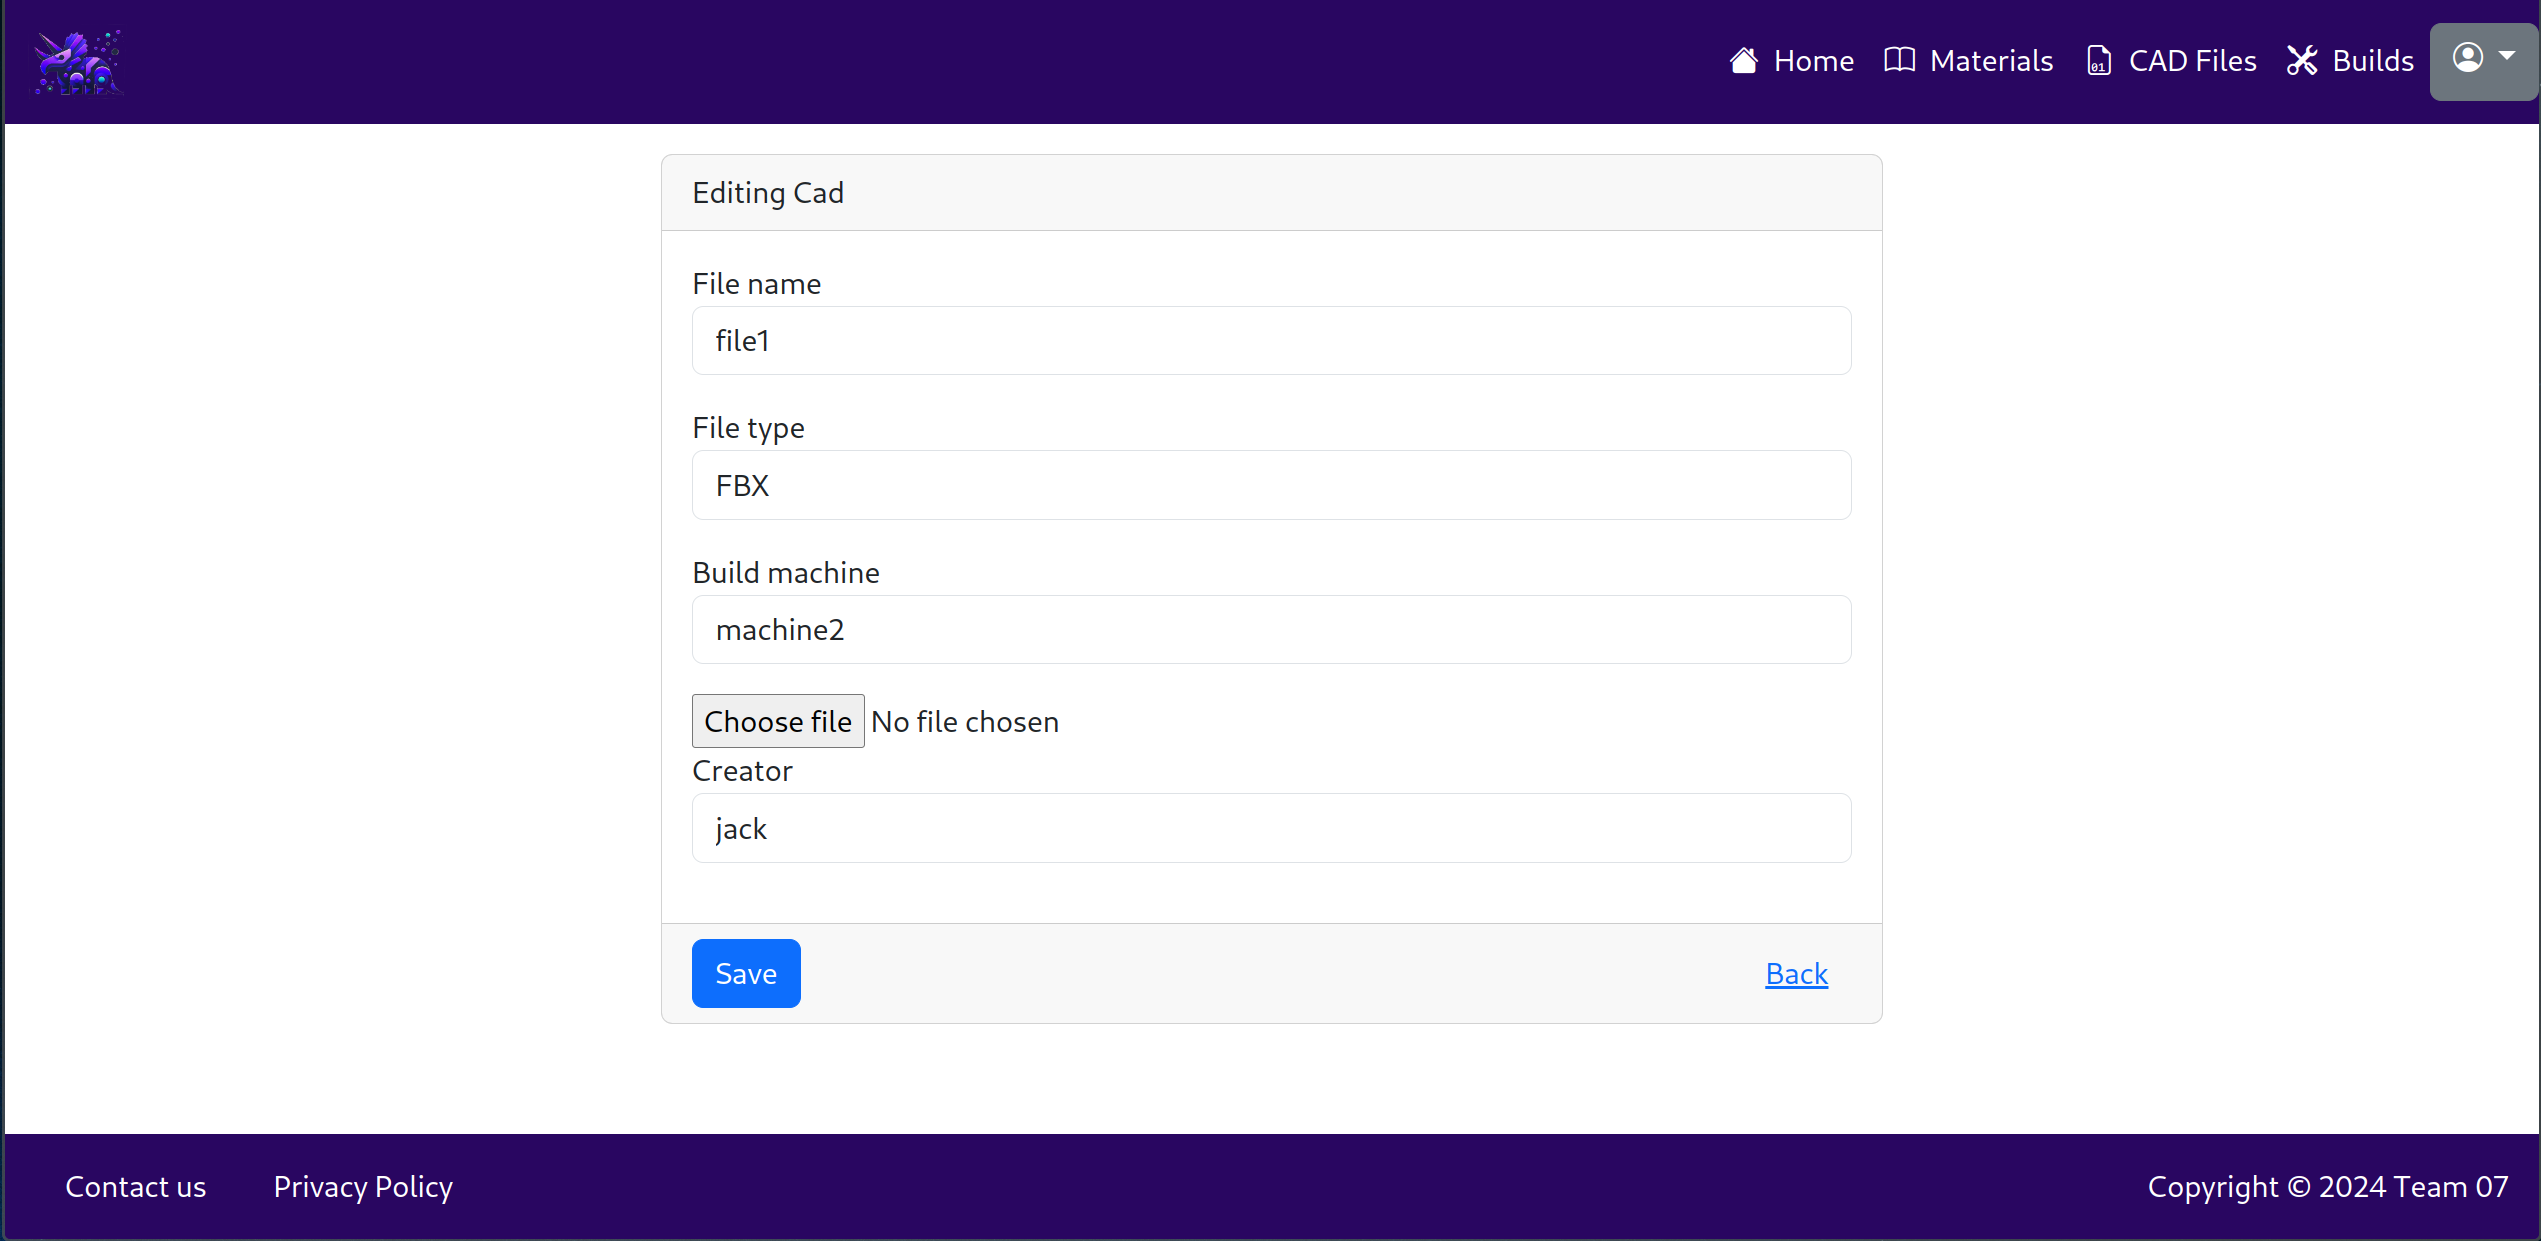 Home Materials CAD Files Builds
Editing Cad
File name
file1
File type
FBX
Build machine
machine2
Choose file No file chosen
Creator
jack
Save Back
Contact us Privacy Policy Copyright © 2024 Team 07